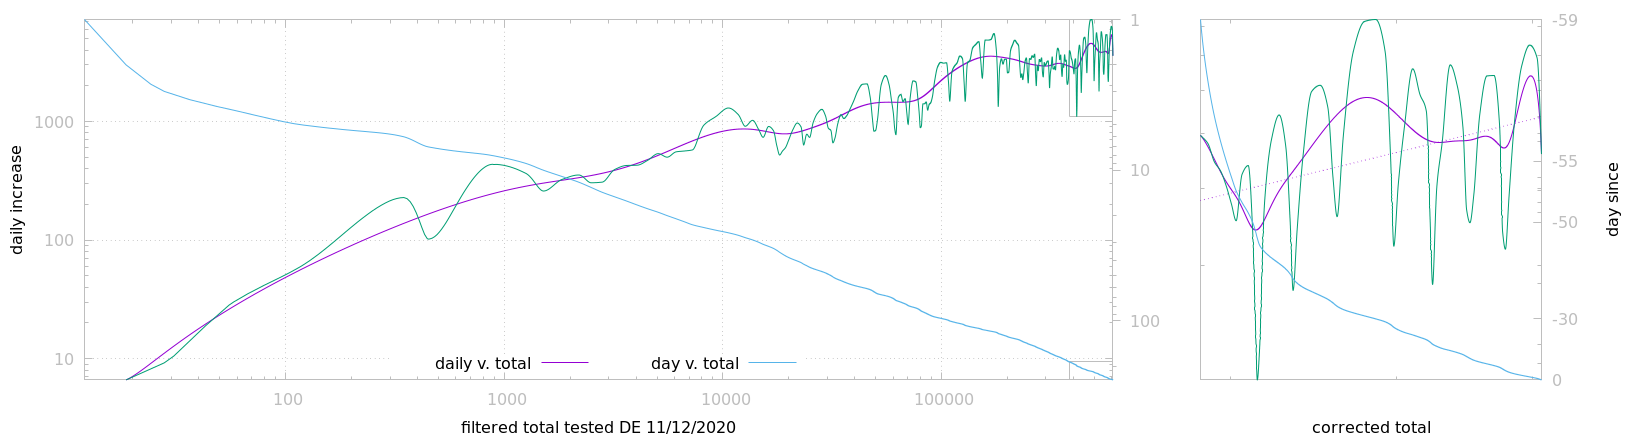 daily increase
1000
100
10
100
1000
10000
100000
filtered total tested DE 11/12/2020
daily v. total
day v. total
1
10
100
-59
-55
-50
-30
0
day since
corrected total